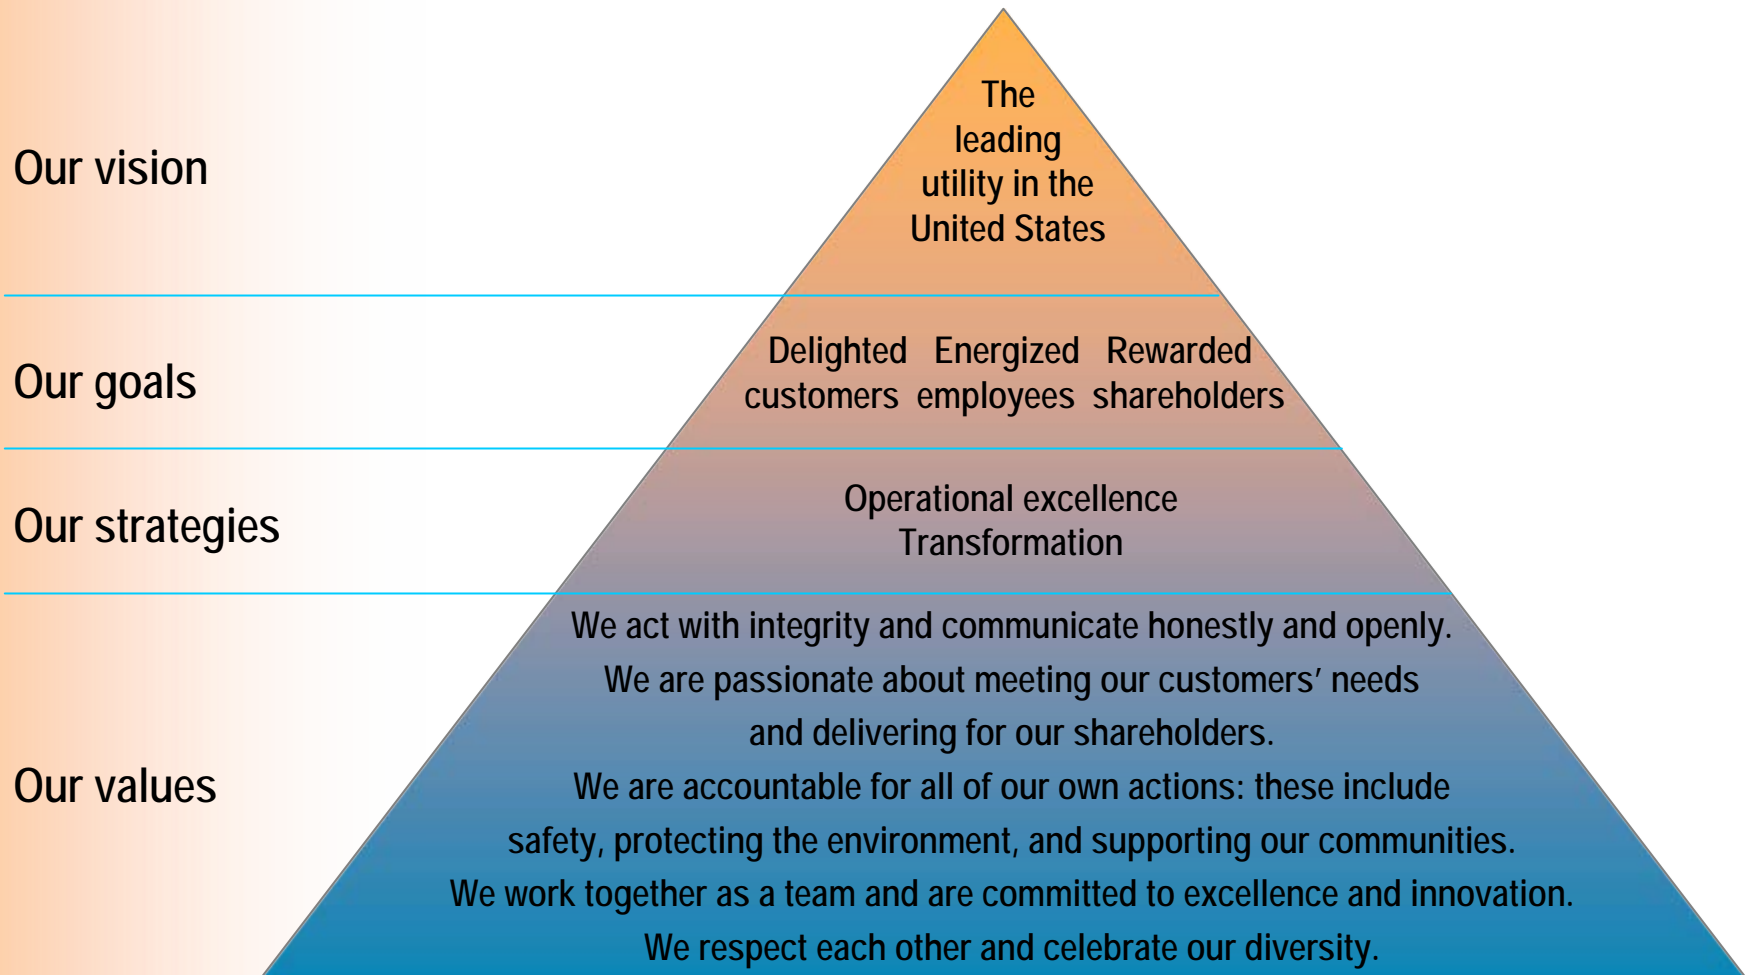 Our vision
The
leading
utility in the
United States
Our goals
Delighted Energized Rewarded
customers employees shareholders
Our strategies
Operational excellence
Transformation
Our values
We act with integrity and communicate honestly and openly.
We are passionate about meeting our customers’ needs
and delivering for our shareholders.
We are accountable for all of our own actions: these include
safety, protecting the environment, and supporting our communities.
We work together as a team and are committed to excellence and innovation.
We respect each other and celebrate our diversity.